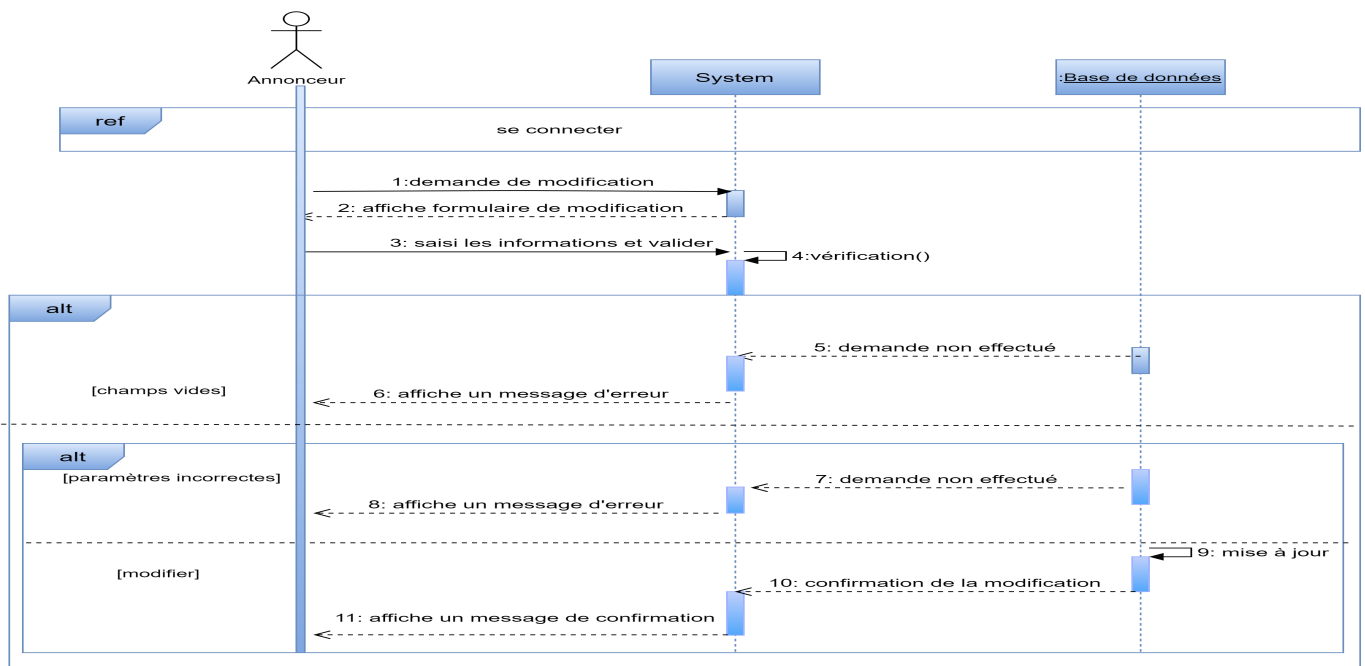 Annonceur
System
:Base de données
ref
se connecter
1:demande de modification
2: affiche formulaire de modification
3: saisi les informations et valider
4:vérification()
alt
5: demande non effectué
[champs vides]
6: affiche un message d'erreur
alt
[paramètres incorrectes]
7: demande non effectué
8: affiche un message d'erreur
9: mise à jour
[modifier]
10: confirmation de la modification
11: affiche un message de confirmation